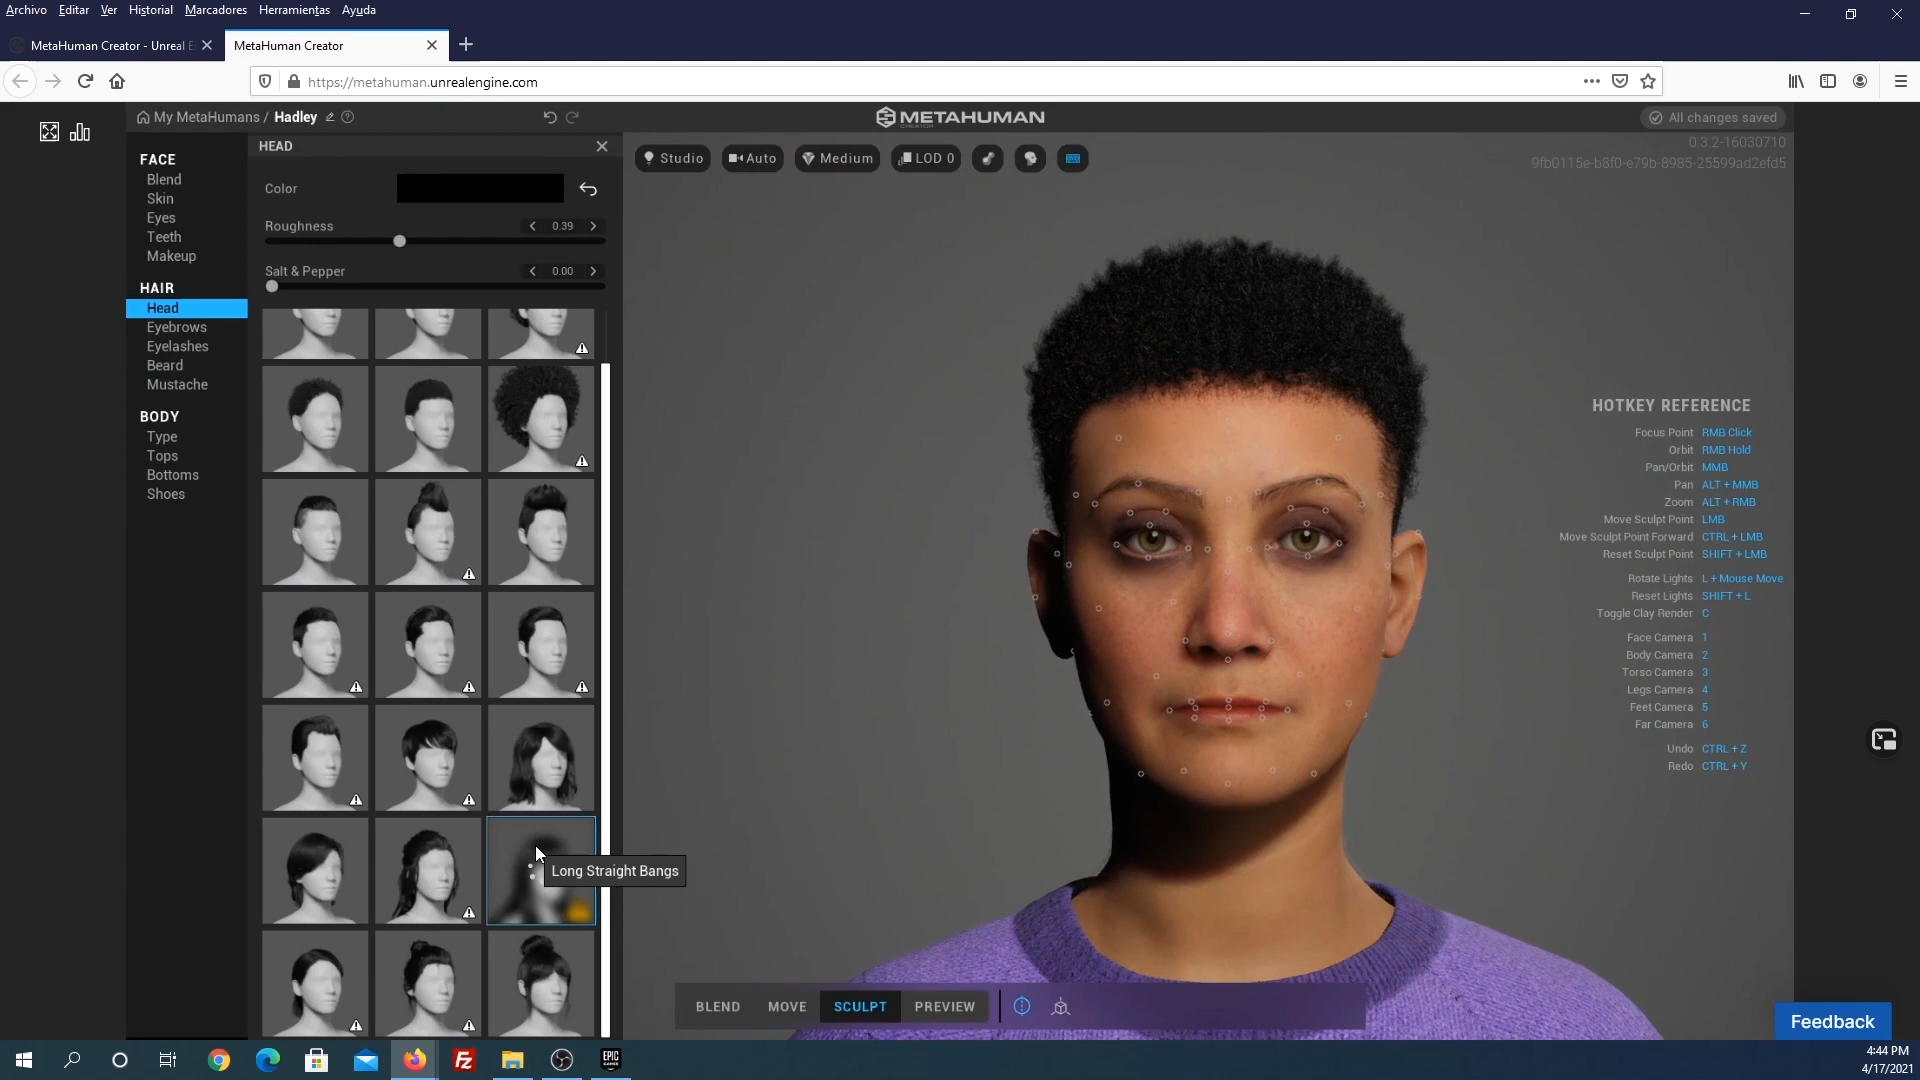 Archivo Editar Ver Historial Marcadores Herramientas Ayuda
MetaHuman Creator - Unreal E
MetaHuman Creator
https://metahuman.unrealengine.com
My MetaHumans / Hadley
METAHUMAN
CREATOR
All changes saved
0.3.2-16030710
9fb0115e-b8f0-e79b-8985-25599ad2efd5
FACE
Blend
Skin
Eyes
Teeth
Makeup
HAIR
Head
Eyebrows
Eyelashes
Beard
Mustache
BODY
Type
Tops
Bottoms
Shoes
HEAD
Color
Roughness 0.39
Salt & Pepper 0.00
Long Straight Bangs
Studio Auto Medium LOD 0
HOTKEY REFERENCE
Focus Point RMB Click
Orbit RMB Hold
Pan/Orbit MMB
Pan ALT + MMB
Zoom ALT + RMB
Move Sculpt Point LMB
Move Sculpt Point Forward CTRL + LMB
Reset Sculpt Point SHIFT + LMB
Rotate Lights L + Mouse Move
Reset Lights SHIFT + L
Toggle Clay Render C
Face Camera 1
Body Camera 2
Torso Camera 3
Legs Camera 4
Feet Camera 5
Far Camera 6
Undo CTRL + Z
Redo CTRL + Y
BLEND MOVE SCULPT PREVIEW
Feedback
EPIC
GAMES
4:44 PM
4/17/2021